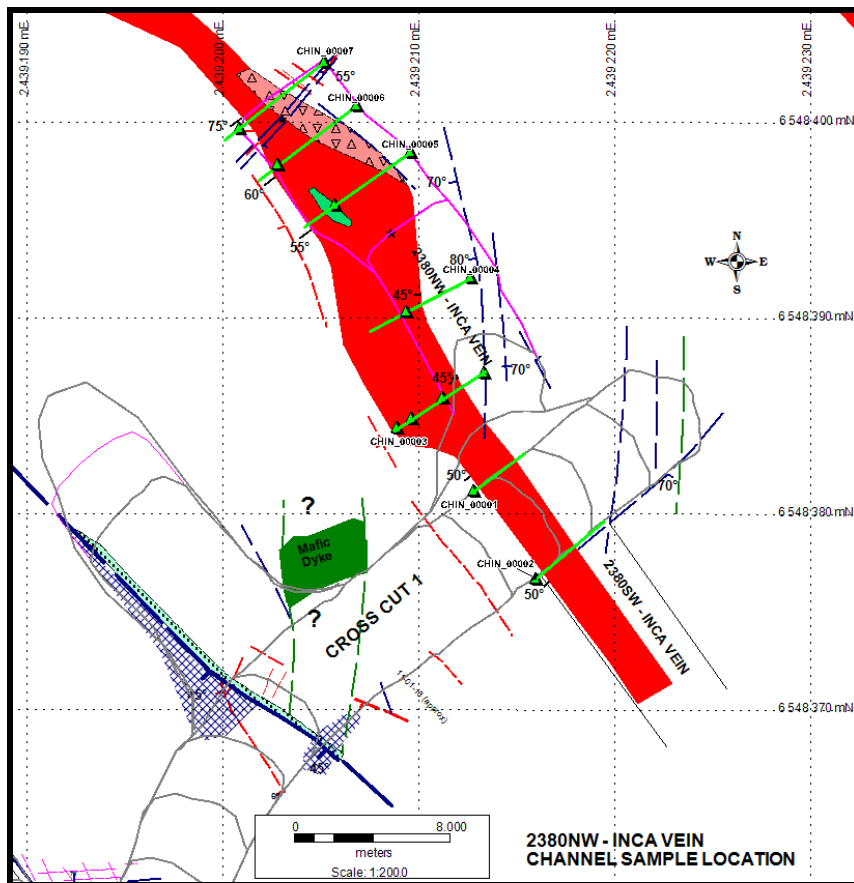 2.439.190 mE
2.439.200 mE
2.439.210 mE
2.439.220 mE
2.439.230 mE
CHIN_00007
55°
CHIN_00006
75°
6 548 400 mN
CHIN_00005
60°
70°
55°
N
W E
S
80°
CHIN_00004
45°
2380NW - INCA VEIN
6 548 390 mN
70°
45°
CHIN_00003
50°
CHIN_00001
70°
6 548 380 mN
?
Mafic
Dyke
CHIN_00002
50°
?
CROSS CUT 1
2380SW - INCA VEIN
6 548 370 mN
45°
0 8.000
meters
Scale: 1:200.0
2380NW - INCA VEIN
CHANNEL SAMPLE LOCATION